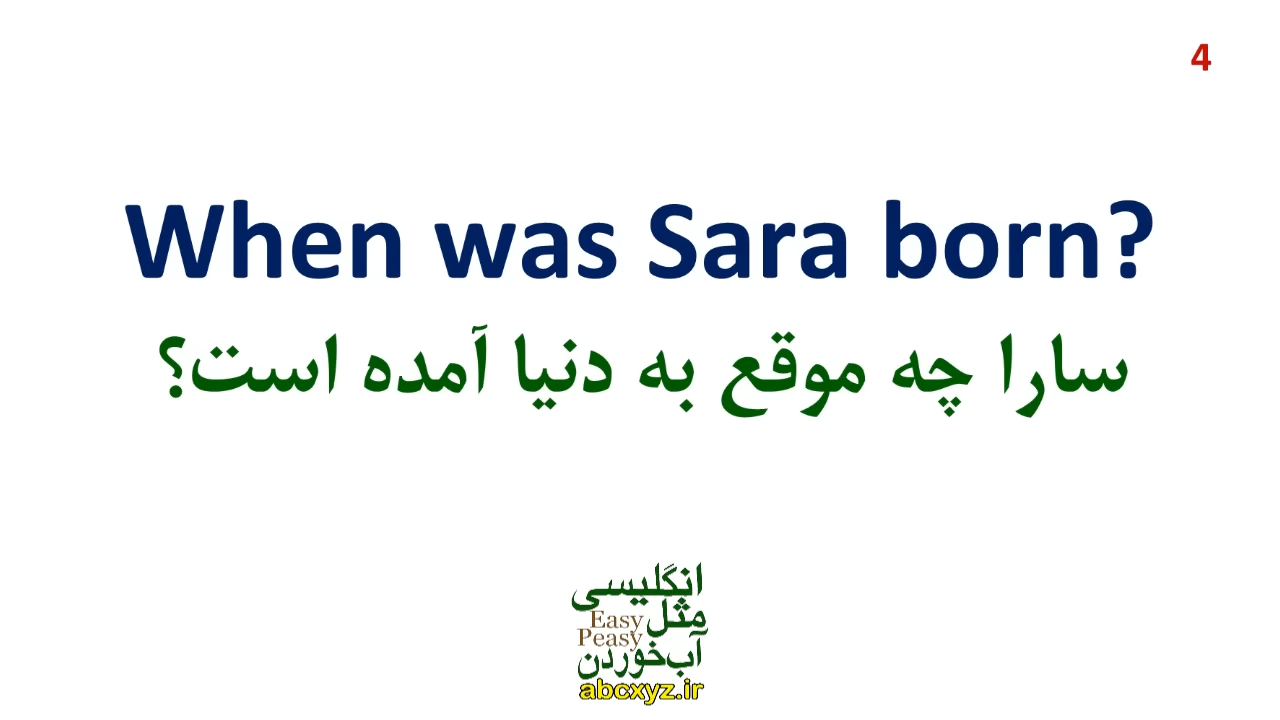 4
When was Sara born?
سارا چه موقع به دنیا آمده است؟
انگلیسی
مثل
Easy
Peasy
آب‌خوردن
abcxyz.ir